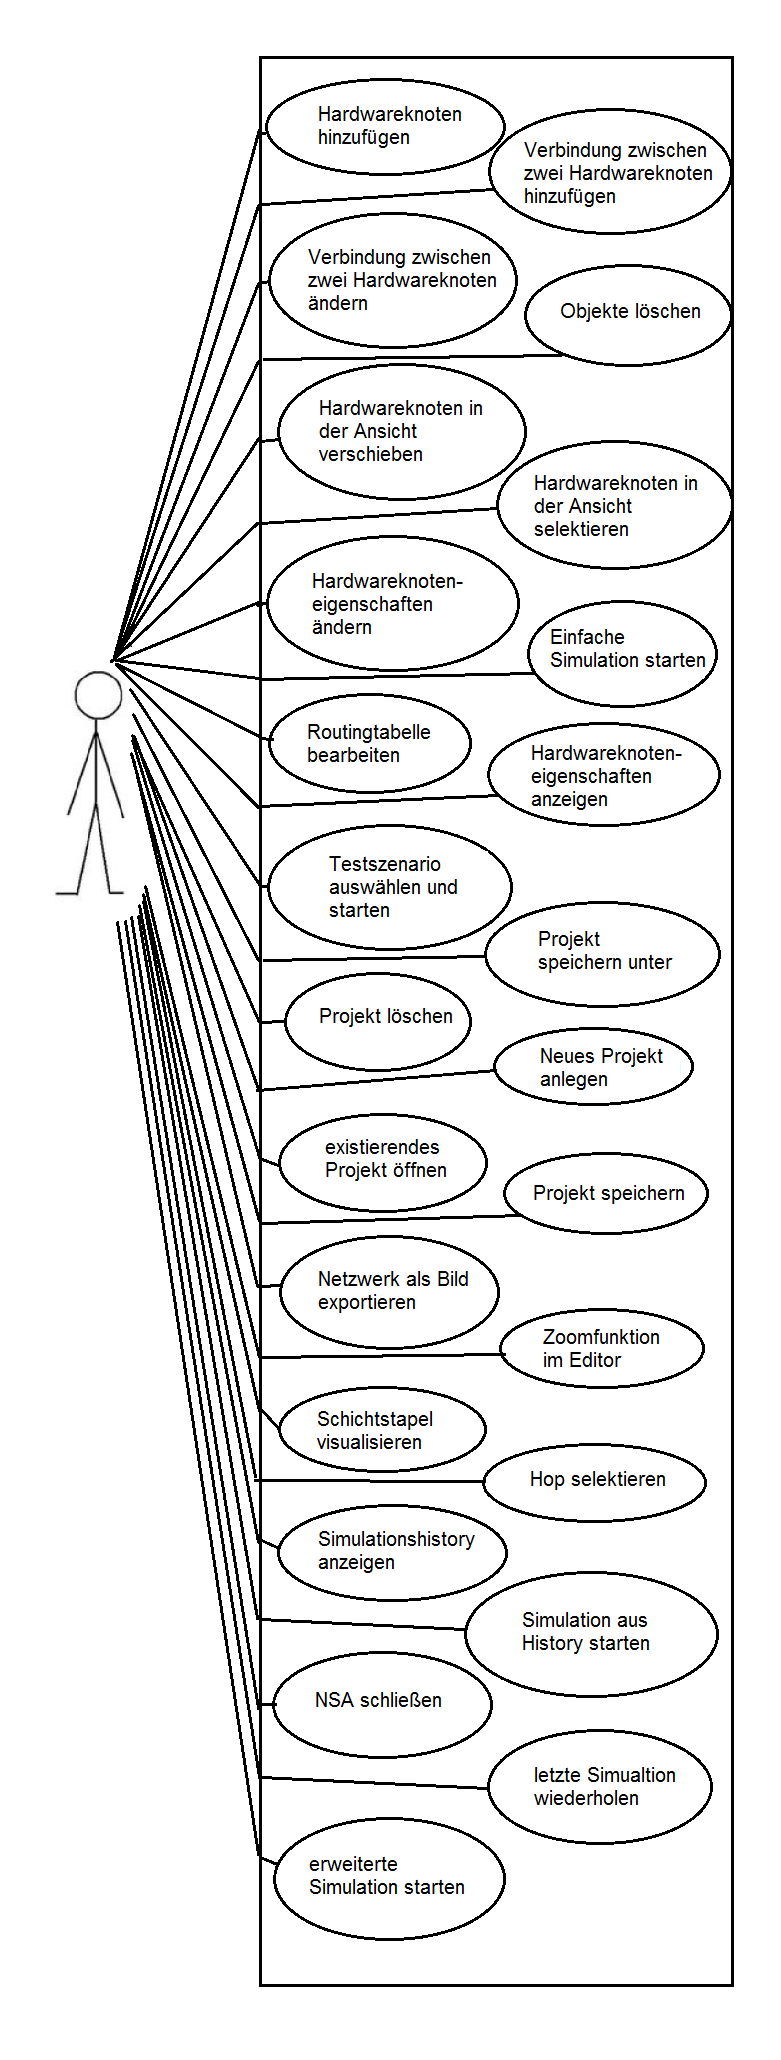 Hardwareknoten
hinzufügen
Verbindung zwischen
zwei Hardwareknoten
hinzufügen
Verbindung zwischen
zwei Hardwareknoten
ändern
Objekte löschen
Hardwareknoten in
der Ansicht
verschieben
Hardwareknoten in
der Ansicht
selektieren
Hardwareknoten-
eigenschaften
ändern
Einfache
Simulation starten
Routingtabelle
bearbeiten
Hardwareknoten-
eigenschaften
anzeigen
Testszenario
auswählen und
starten
Projekt
speichern unter
Projekt löschen
Neues Projekt
anlegen
existierendes
Projekt öffnen
Projekt speichern
Netzwerk als Bild
exportieren
Zoomfunktion
im Editor
Schichtstapel
visualisieren
Hop selektieren
Simulationshistory
anzeigen
Simulation aus
History starten
NSA schließen
letzte Simualtion
wiederholen
erweiterte
Simulation starten